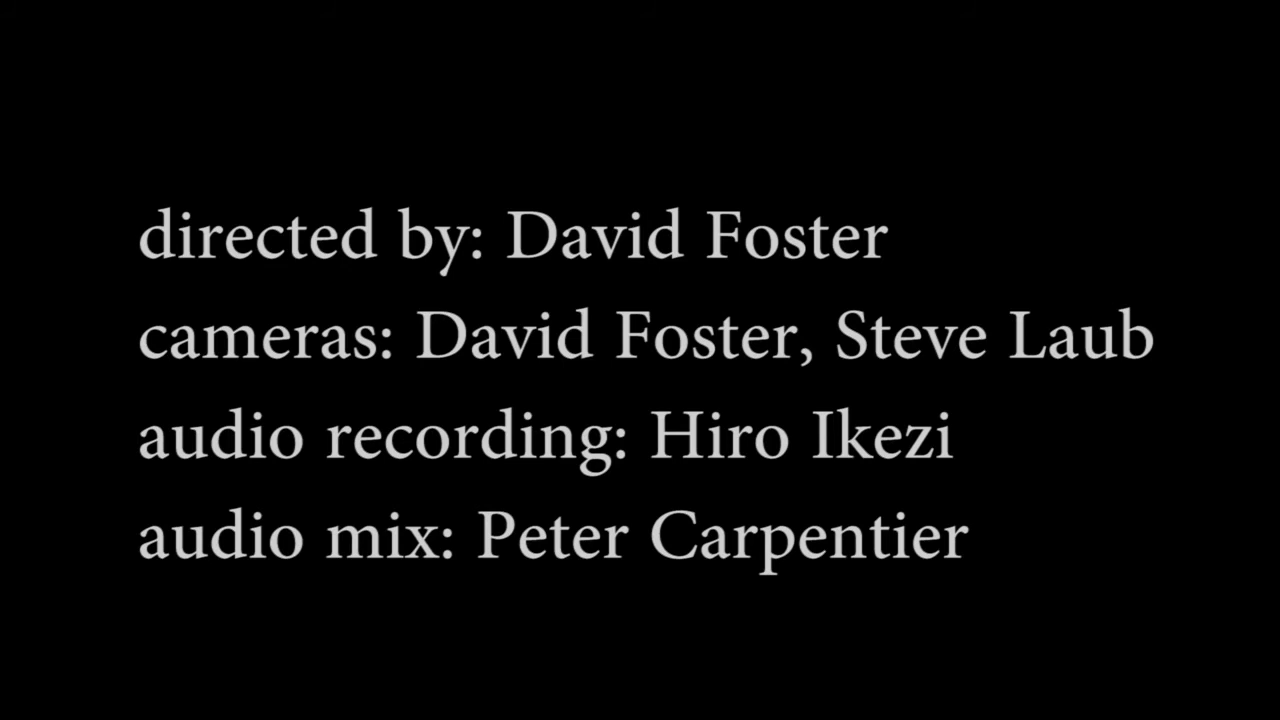 directed by: David Foster
cameras: David Foster, Steve Laub
audio recording: Hiro Ikezi
audio mix: Peter Carpentier